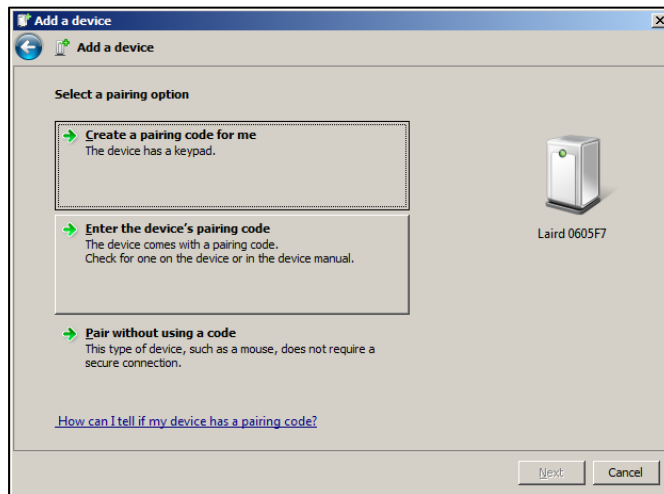 Add a device
Add a device
Select a pairing option
Create a pairing code for me
The device has a keypad.
Enter the device's pairing code
The device comes with a pairing code.
Check for one on the device or in the device manual.
Laird 0605F7
Pair without using a code
This type of device, such as a mouse, does not require a
secure connection.
How can I tell if my device has a pairing code?
Next
Cancel